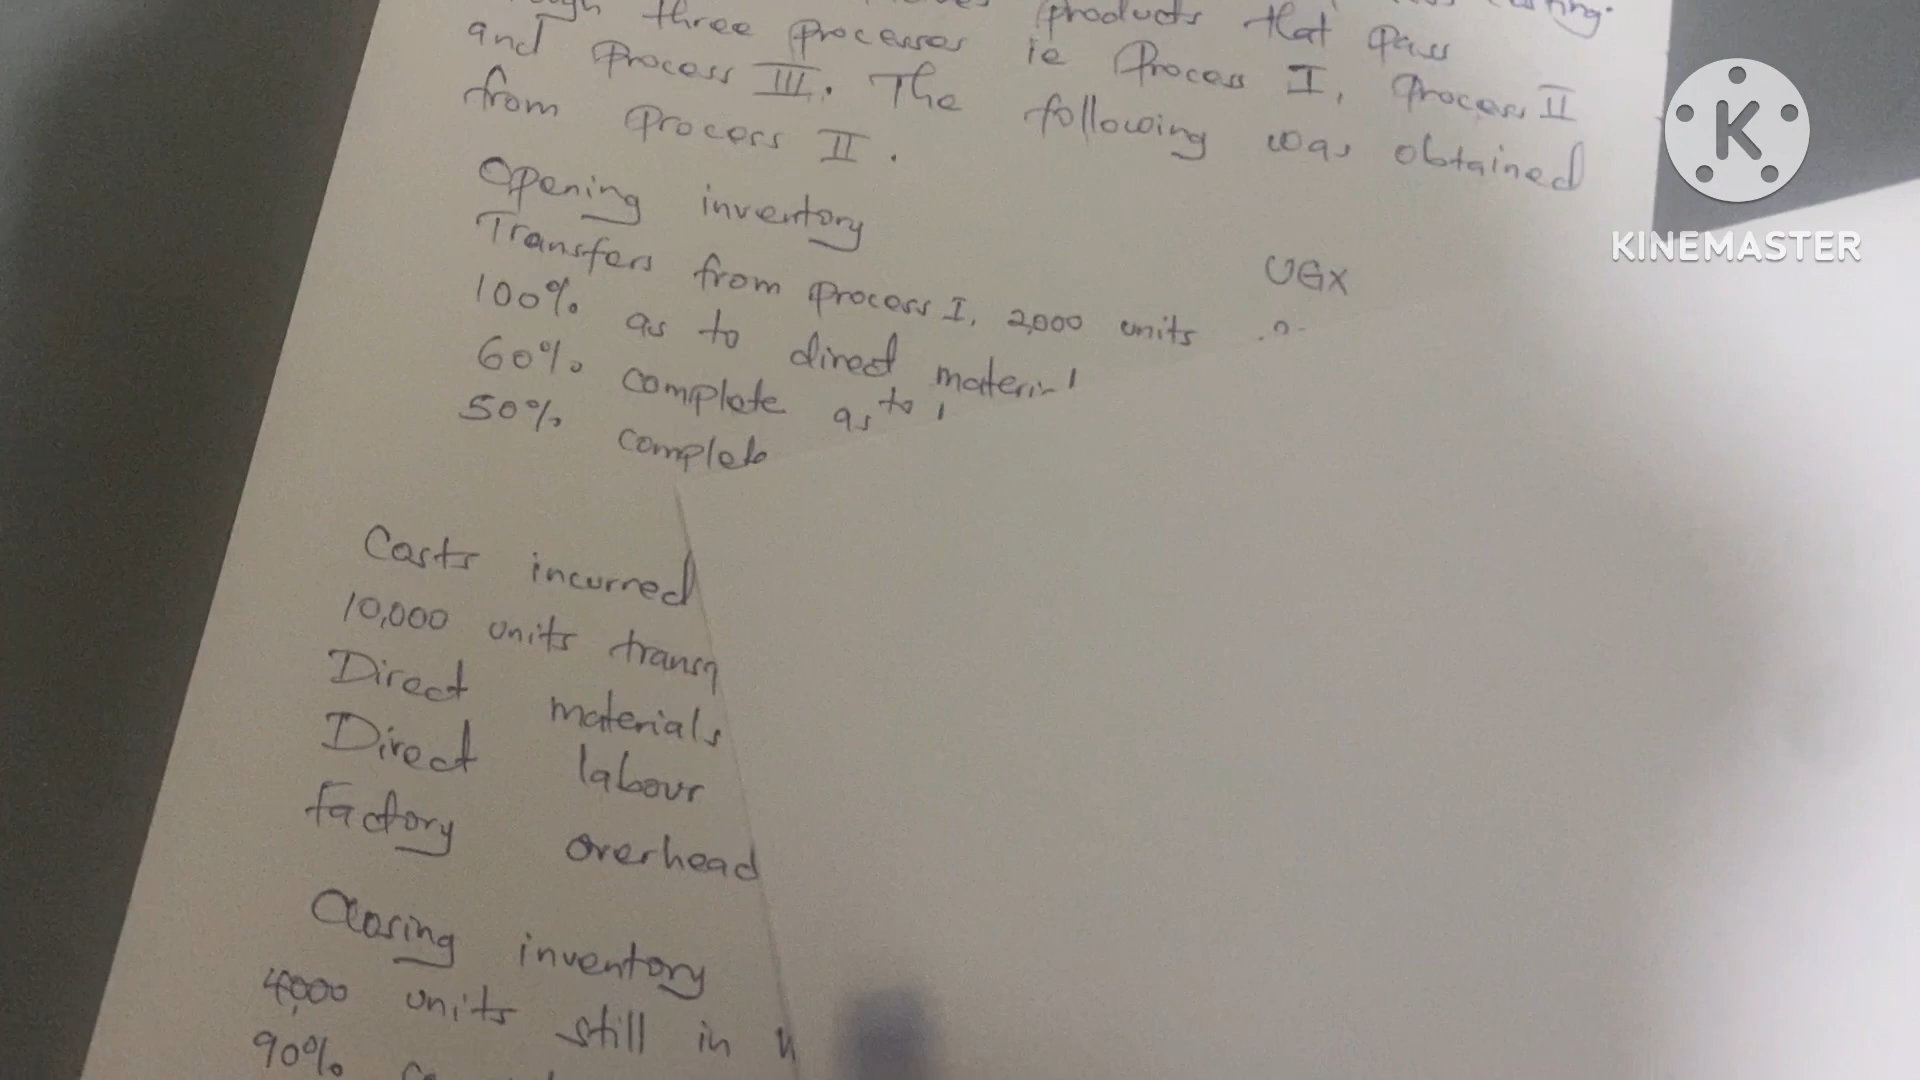 three processes ie Process I, Process II
products that pass
and Process III. The following was obtained
from Process II.
Opening inventory
UGX
Transfers from process I, 2,000 units
100% as to direct
60% complete as to
50% complete
Costs incurred
10,000 units
Direct materials
Direct labour
Factory overhead
Closing inventory
4,000 units still in
90%
K
KINEMASTER